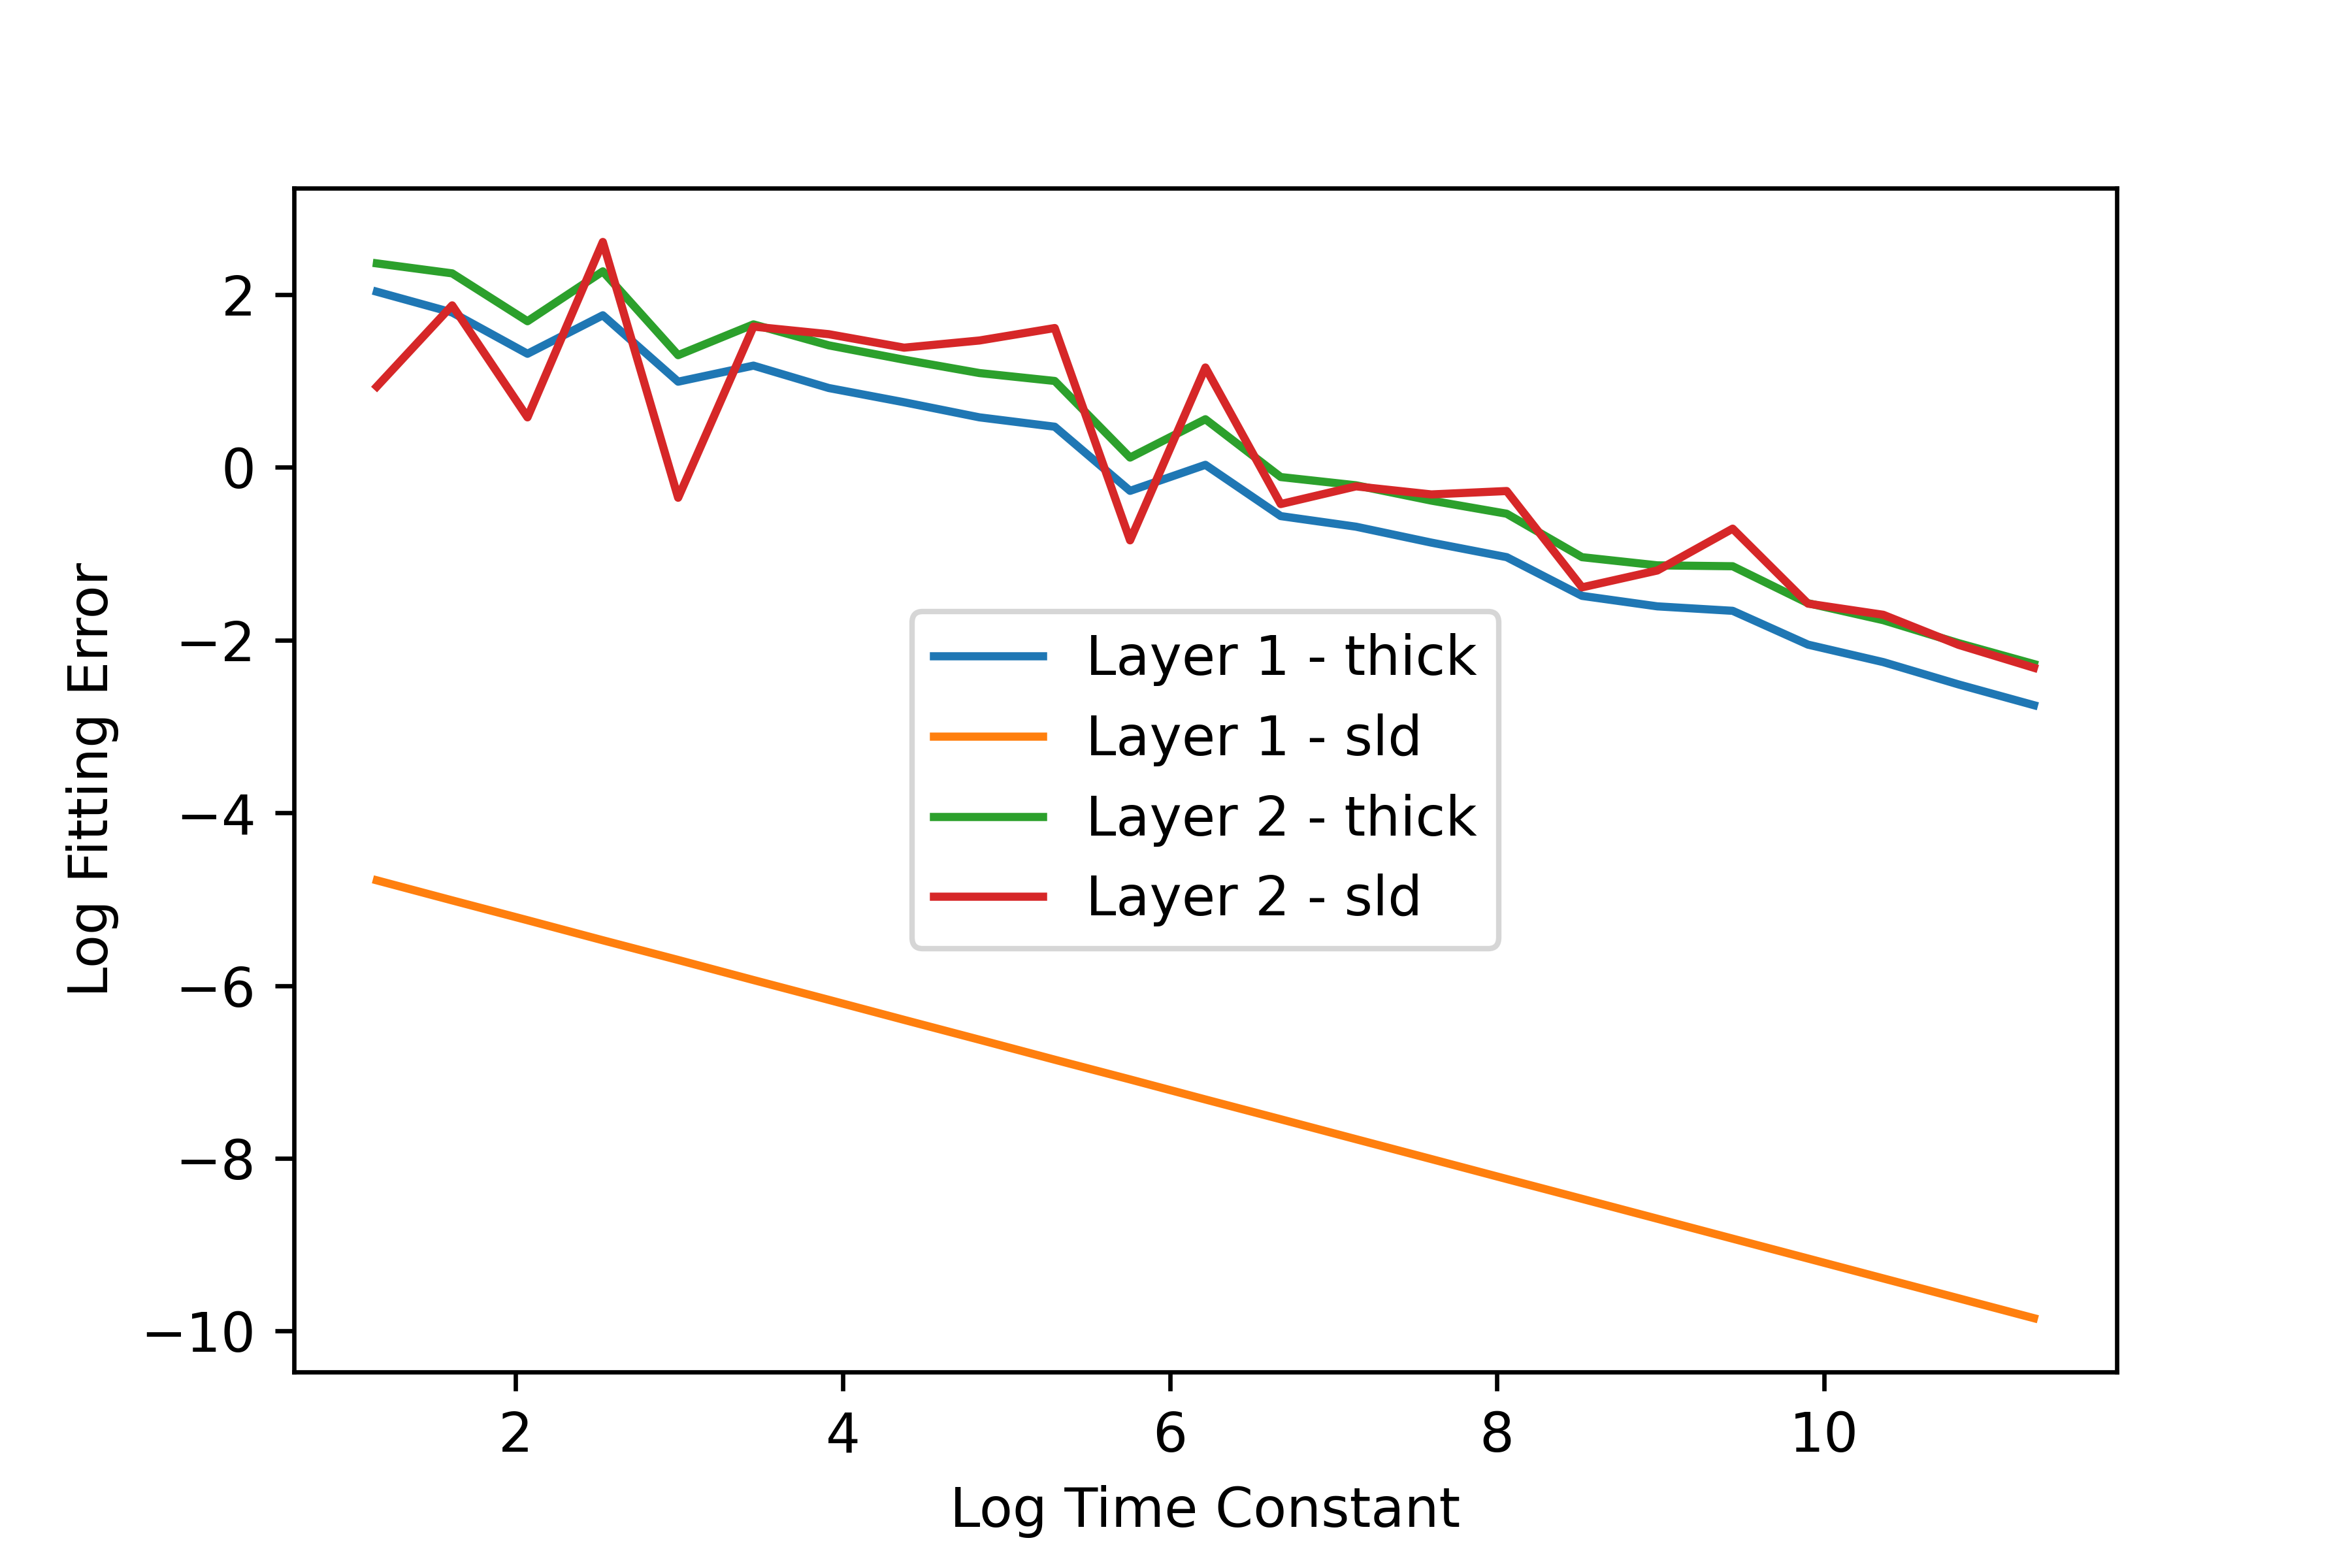 2
0
−2
−4
−6
−8
−10
Log Fitting Error
Layer 1 - thick
Layer 1 - sld
Layer 2 - thick
Layer 2 - sld
2 4 6 8 10
Log Time Constant